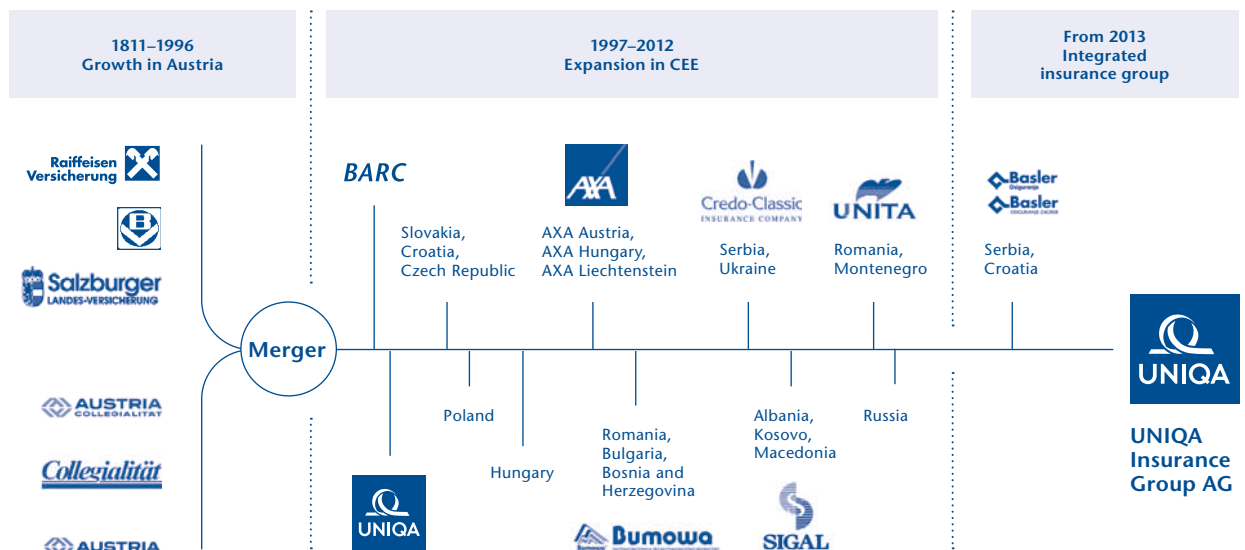 1811–1996
Growth in Austria
1997–2012
Expansion in CEE
From 2013
Integrated
insurance group
Raiffeisen
Versicherung
B
V
Salzburger
LANDES-VERSICHERUNG
Merger
AUSTRIA
COLLEGIALITÄT
Collegialität
AUSTRIA
BARC
Slovakia,
Croatia,
Czech Republic
AXA
AXA Austria,
AXA Hungary,
AXA Liechtenstein
Credo-Classic
INSURANCE COMPANY
Serbia,
Ukraine
UNITA
Romania,
Montenegro
Basler
Osiguranje
Basler
OSIGURANJE ZAGREB
Serbia,
Croatia
UNIQA
Poland
Hungary
Romania,
Bulgaria,
Bosnia and
Herzegovina
Bumowa
Albania,
Kosovo,
Macedonia
SIGAL
Russia
UNIQA
UNIQA
Insurance
Group AG